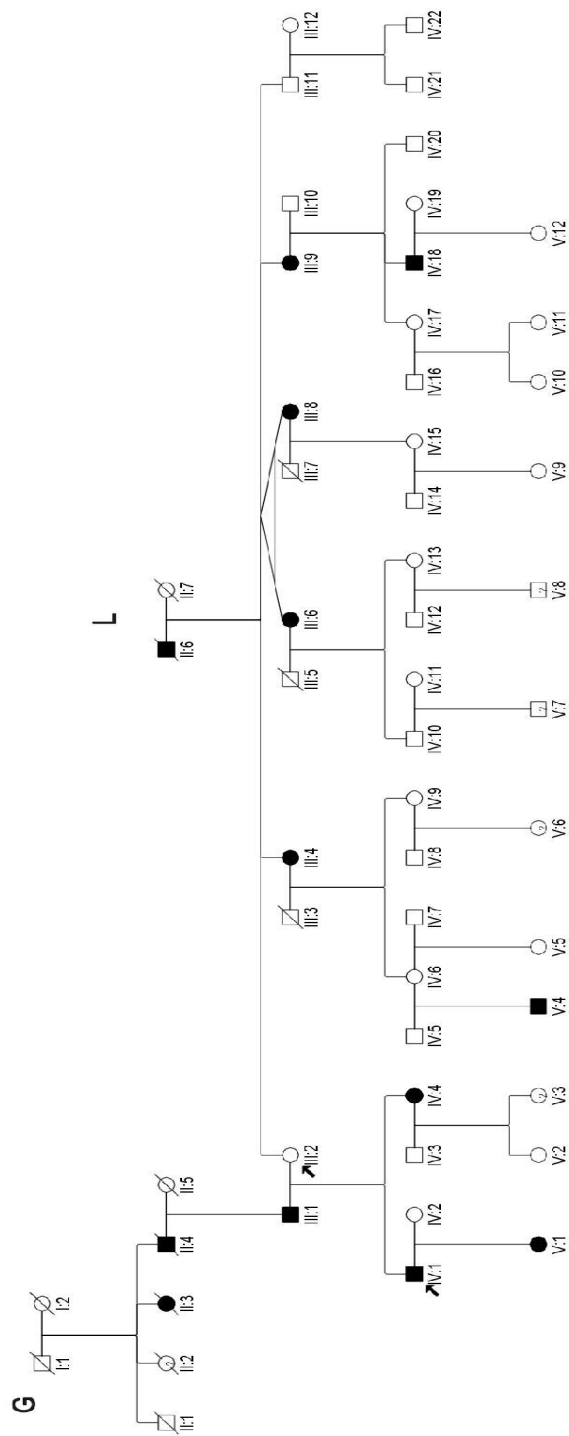 G
L
I:1 I:2
II:1 II:2 II:3 II:4 II:5 II:6 II:7
III:1 III:2 III:3 III:4 III:5 III:6 III:7 III:8 III:9 III:10 III:11 III:12
IV:1 IV:2 IV:3 IV:4 IV:5 IV:6 IV:7 IV:8 IV:9 IV:10 IV:11 IV:12 IV:13 IV:14 IV:15 IV:16 IV:17 IV:18 IV:19 IV:20 IV:21 IV:22
V:1 V:2 V:3 V:4 V:5 V:6 V:7 V:8 V:9 V:10 V:11 V:12